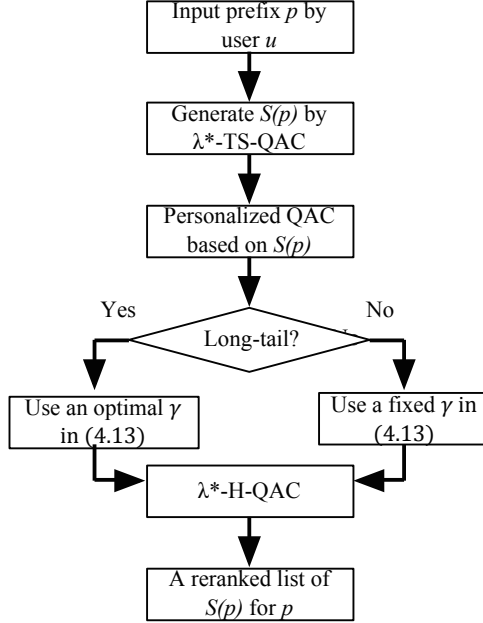 Input prefix p by
user u
Generate S(p) by
λ*-TS-QAC
Personalized QAC
based on S(p)
Yes
No
Long-tail?
Use an optimal γ
in (4.13)
Use a fixed γ in
(4.13)
λ*-H-QAC
A reranked list of
S(p) for p